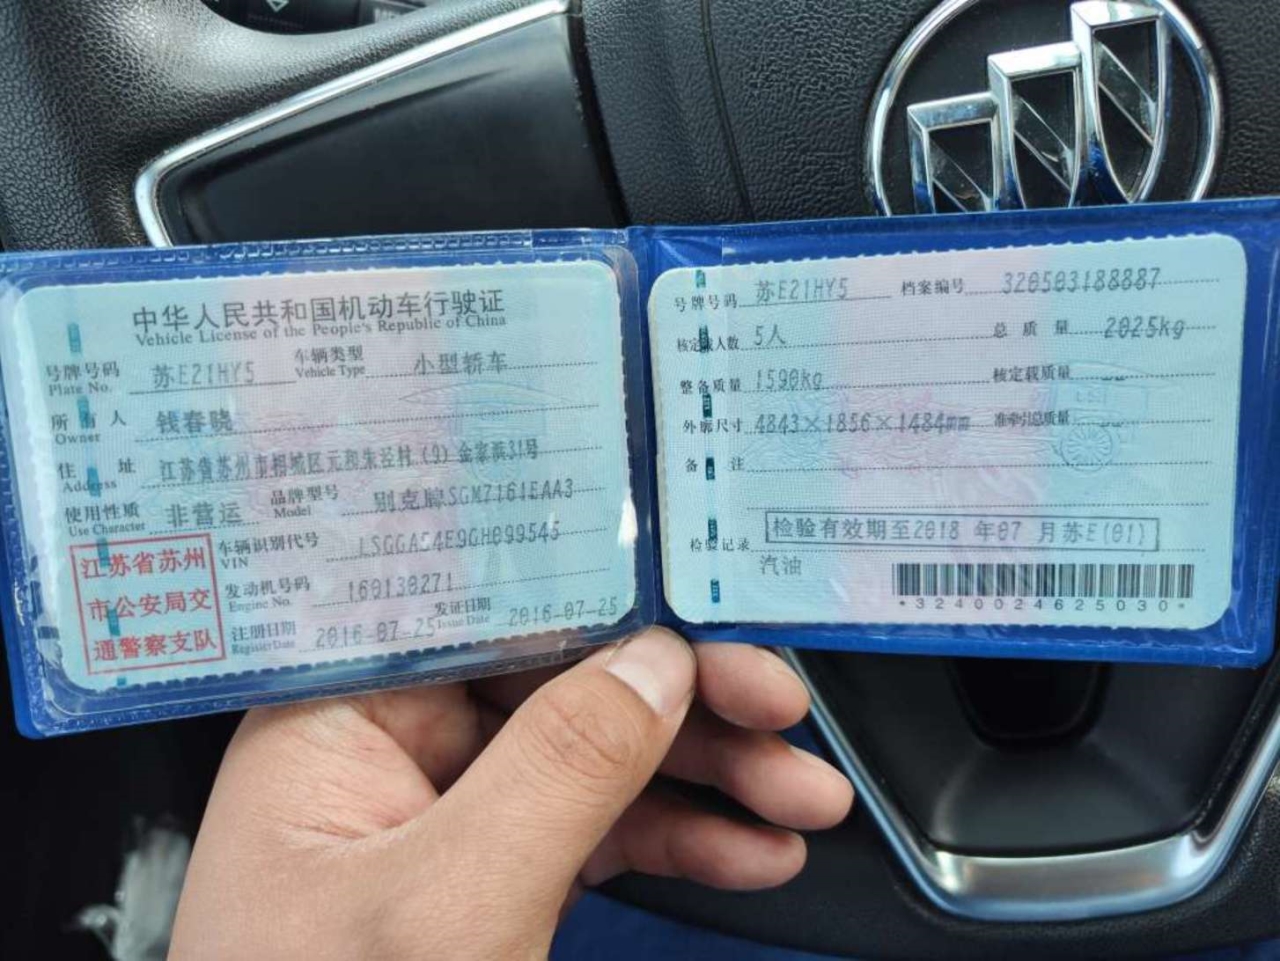 中华人民共和国机动车行驶证
Vehicle License of the People's Republic of China
号牌号码 苏E21HY5 车辆类型 小型轿车
Plate No. Vehicle Type
所有人 钱春晓
Owner
住址 江苏省苏州市相城区元和朱泾村(9)金家浜31号
Address
使用性质 非营运 品牌型号 别克牌SGM7161EAA3
Use Character Model
车辆识别代号 LSGGA54E9GH099545
VIN
发动机号码 160130271
Engine No.
注册日期 2016-07-25 发证日期 2016-07-25
Register Date Issue Date
江苏省苏州
市公安局交
通警察支队
号牌号码 苏E21HY5 档案编号 320503188887
核定载人数 5人 总质量 2025kg
整备质量 1590kg 核定载质量 --
外廓尺寸 4843×1856×1484mm 准牵引总质量 --
备注
检验记录 检验有效期至2018年07月苏E(01)
汽油
*3240024625030*